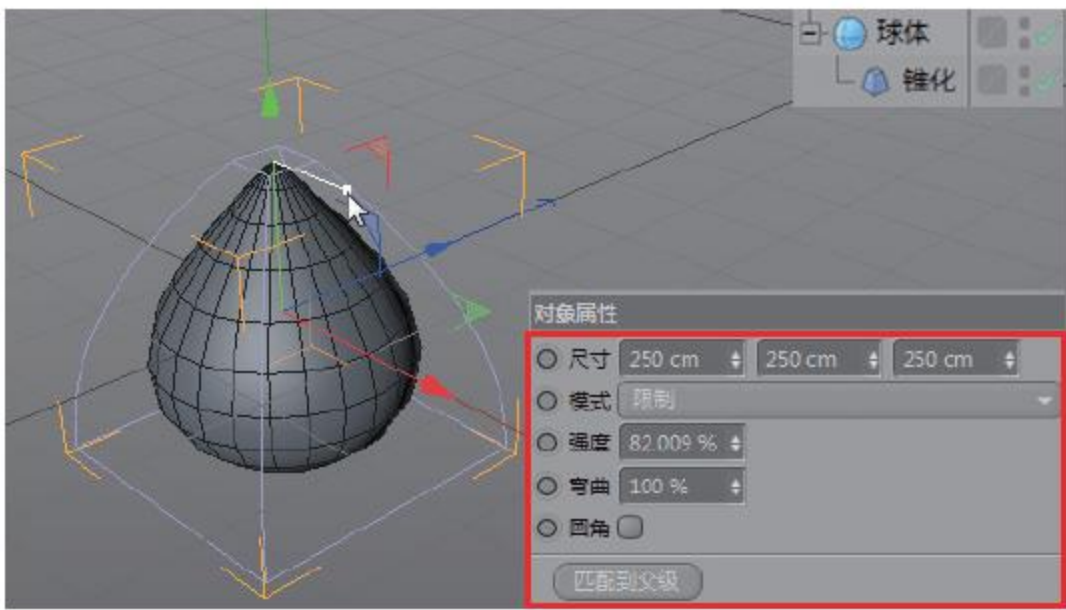 球体
锥化
对象属性
尺寸 250 cm 250 cm 250 cm
模式 限制
强度 82.009 %
弯曲 100 %
圆角
匹配到父级